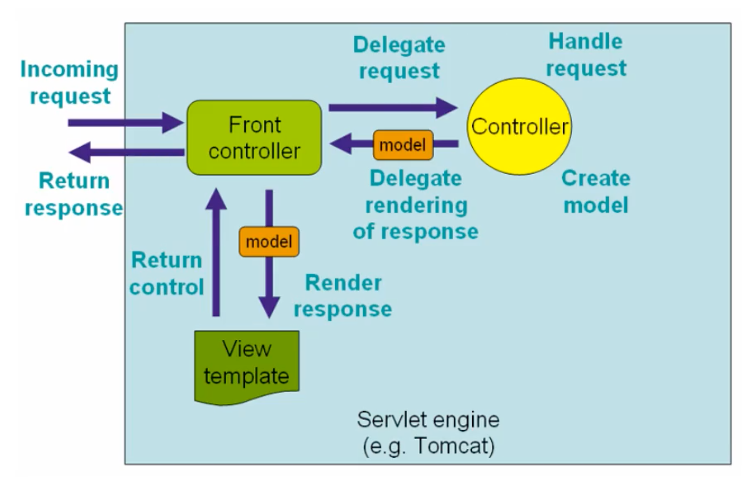 Incoming
request
Return
response
Front
controller
Delegate
request
Handle
request
Controller
model
Delegate
rendering
of response
Create
model
model
Return
control
Render
response
View
template
Servlet engine
(e.g. Tomcat)